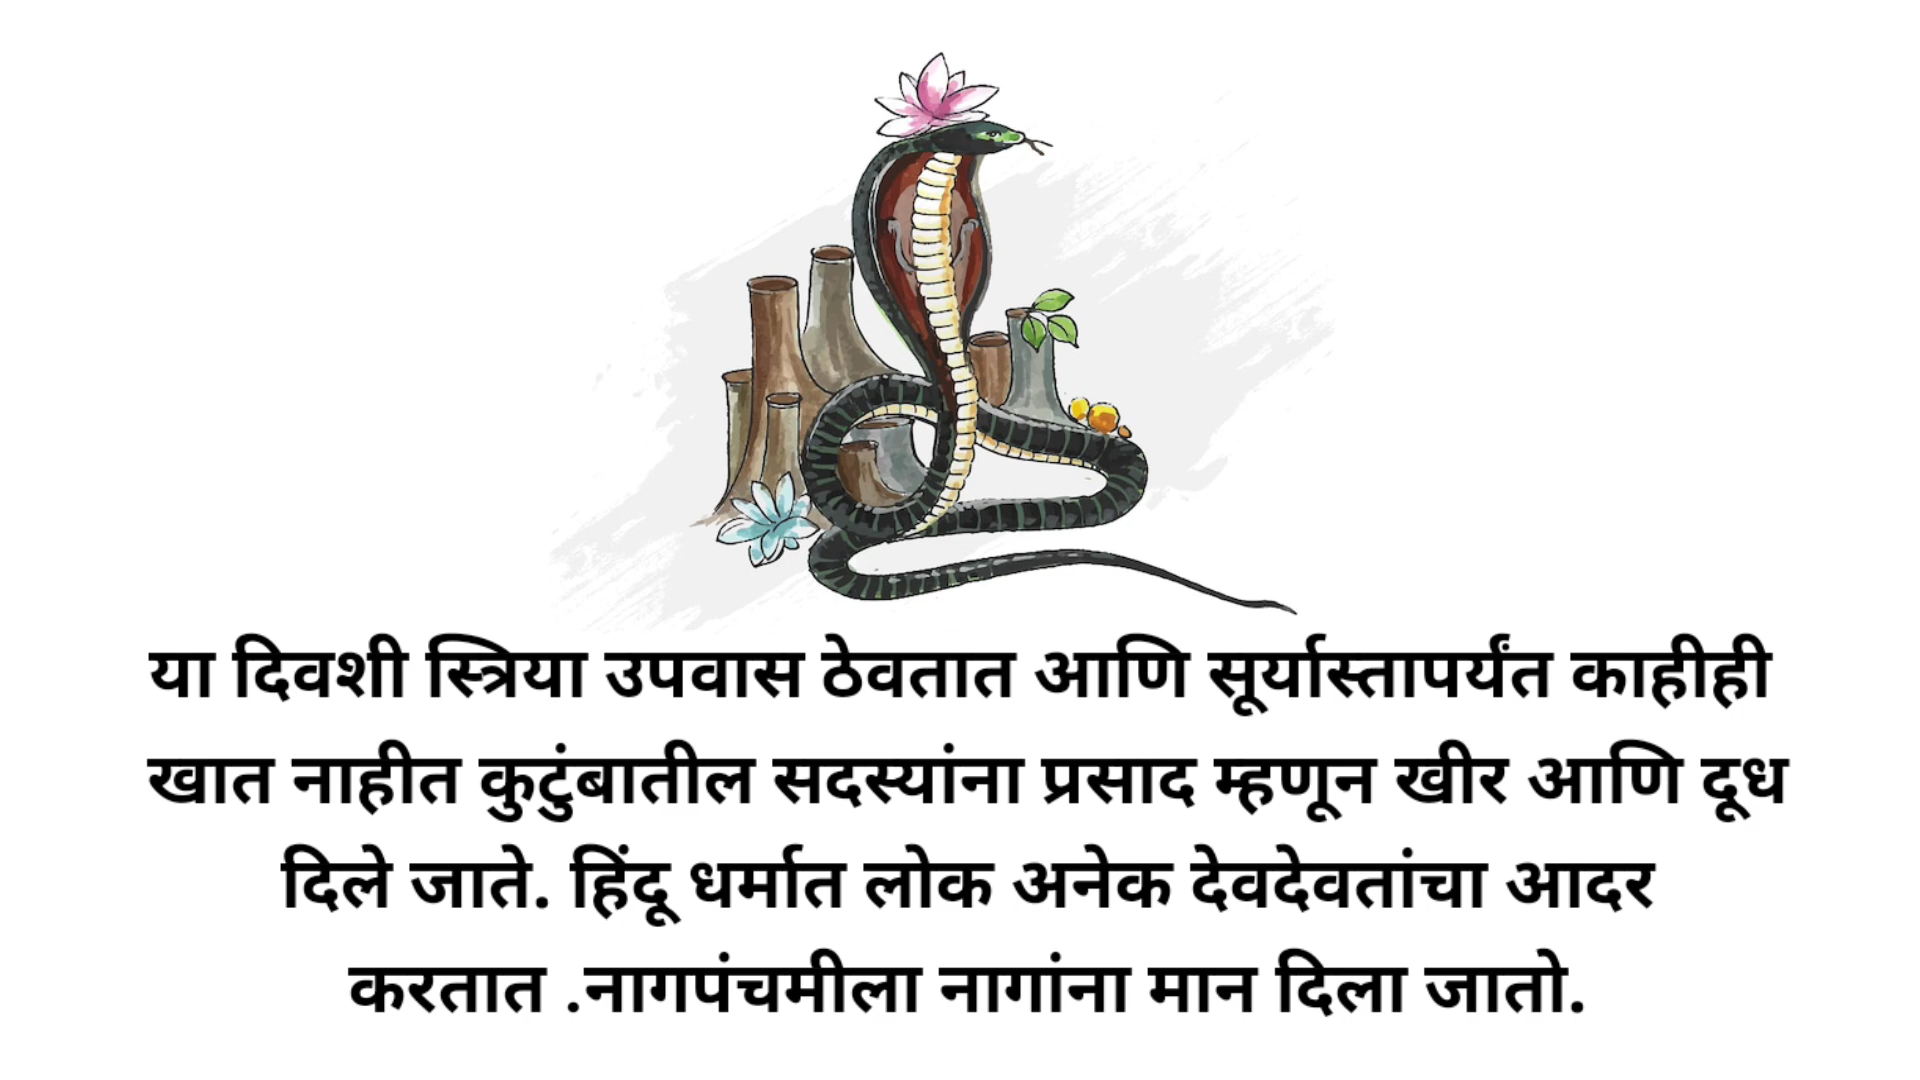 या दिवशी स्त्रिया उपवास ठेवतात आणि सूर्यास्तापर्यंत काहीही
खात नाहीत कुटुंबातील सदस्यांना प्रसाद म्हणून खीर आणि दूध
दिले जाते. हिंदू धर्मात लोक अनेक देवदेवतांचा आदर
करतात .नागपंचमीला नागांना मान दिला जातो.